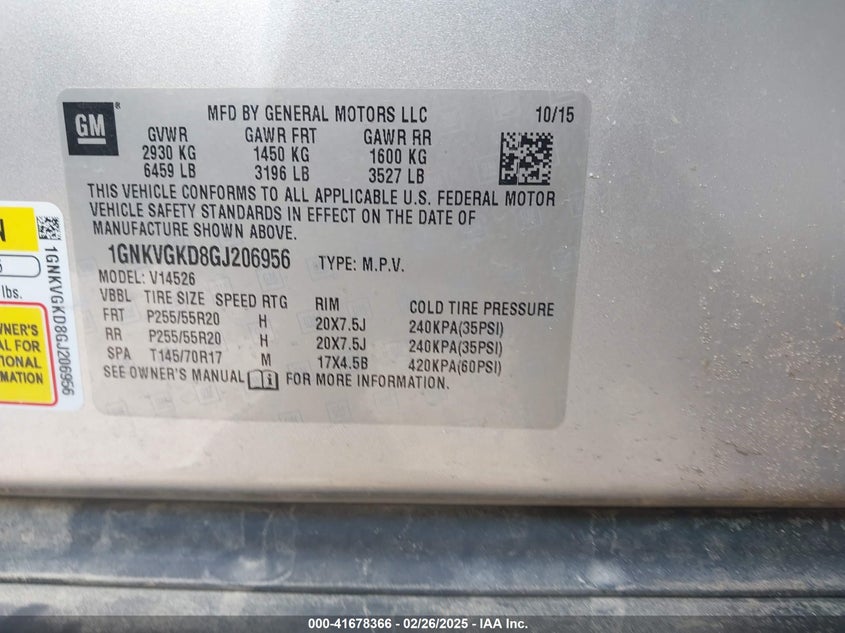 GM ®
MFD BY GENERAL MOTORS LLC 10/15
GVWR GAWR FRT GAWR RR
2930 KG 1450 KG 1600 KG
6459 LB 3196 LB 3527 LB
THIS VEHICLE CONFORMS TO ALL APPLICABLE U.S. FEDERAL MOTOR
VEHICLE SAFETY STANDARDS IN EFFECT ON THE DATE OF
MANUFACTURE SHOWN ABOVE.
1GNKVGKD8GJ206956 TYPE: M.P.V.
MODEL: V14526
VBBL TIRE SIZE SPEED RTG RIM COLD TIRE PRESSURE
FRT P255/55R20 H 20X7.5J 240KPA(35PSI)
RR P255/55R20 H 20X7.5J 240KPA(35PSI)
SPA T145/70R17 M 17X4.5B 420KPA(60PSI)
SEE OWNER'S MANUAL FOR MORE INFORMATION.
N
lbs.
WNER'S
AL FOR
TIONAL
MATION
1GNKVGKD8GJ206956
000-41678366 - 02/26/2025 - IAA Inc.